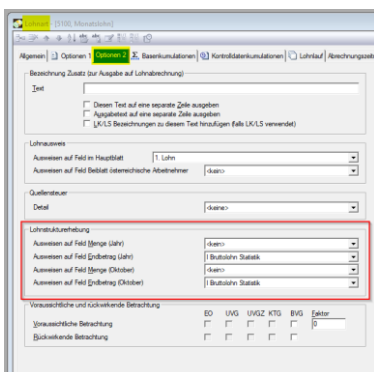 Lohnart - [5100, Monatslohn]
Allgemein Optionen 1 Optionen 2 Basenkumulationen Kontrolldatenkumulationen Lohnlauf Abrechnungszeit
Bezeichnung Zusatz (zur Ausgabe auf Lohnabrechnung)
Text
Diesen Text auf eine separate Zeile ausgeben
Ausgabetext auf eine separate Zeile ausgeben
LK/LS Bezeichnungen zu diesem Text hinzufügen (falls LK/LS verwendet)
Lohnausweis
Ausweisen auf Feld im Hauptblatt 1. Lohn
Ausweisen auf Feld Beiblatt österreichische Arbeitnehmer <kein>
Quellensteuer
Detail <keine>
Lohnstrukturerhebung
Ausweisen auf Feld Menge (Jahr) <kein>
Ausweisen auf Feld Endbetrag (Jahr) I Bruttolohn Statistik
Ausweisen auf Feld Menge (Oktober) <kein>
Ausweisen auf Feld Endbetrag (Oktober) I Bruttolohn Statistik
Voraussichtliche und rückwirkende Betrachtung
EO UVG UVGZ KTG BVG Faktor
Voraussichtliche Betrachtung 0
Rückwirkende Betrachtung